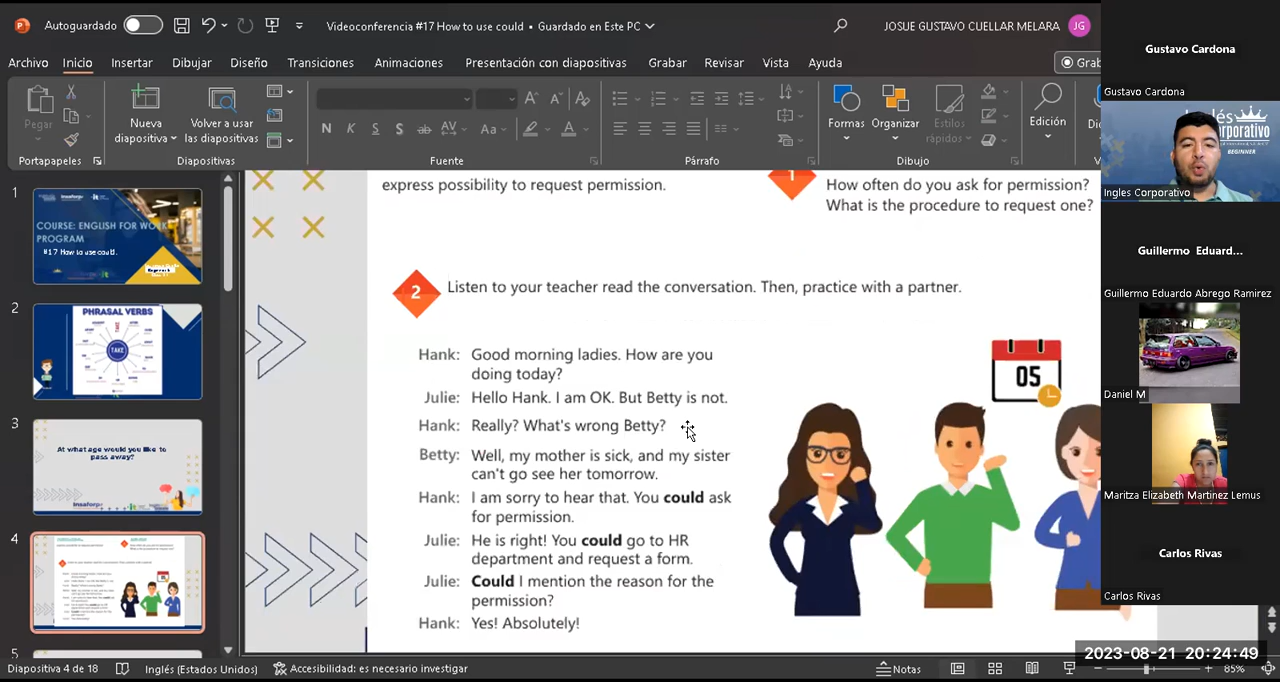 Autoguardado
Videoconferencia #17 How to use could • Guardado en Este PC
JOSUE GUSTAVO CUELLAR MELARA
JG
Archivo
Inicio
Insertar
Dibujar
Diseño
Transiciones
Animaciones
Presentación con diapositivas
Grabar
Revisar
Vista
Ayuda
Grab
Pegar
Nueva
diapositiva
Volver a usar
las diapositivas
Formas
Organizar
Estilos
rápidos
Edición
Portapapeles
Diapositivas
Fuente
Párrafo
Dibujo
1
COURSE: ENGLISH FOR WORK
PROGRAM
#17 How to use could.
2
PHRASAL VERBS
TAKE
3
At what age would you like to
pass away?
Insaforp
4
5
express possibility to request permission.
1
How often do you ask for permission?
What is the procedure to request one?
2
Listen to your teacher read the conversation. Then, practice with a partner.
Hank: Good morning ladies. How are you
doing today?
Julie: Hello Hank. I am OK. But Betty is not.
Hank: Really? What's wrong Betty?
Betty: Well, my mother is sick, and my sister
can't go see her tomorrow.
Hank: I am sorry to hear that. You could ask
for permission.
Julie: He is right! You could go to HR
department and request a form.
Julie: Could I mention the reason for the
permission?
Hank: Yes! Absolutely!
05
Gustavo Cardona
Gustavo Cardona
lés
orporativo
BEGINNER
Ingles Corporativo
Guillermo Eduard...
Guillermo Eduardo Abrego Ramirez
Daniel M
Maritza Elizabeth Martinez Lemus
Carlos Rivas
Carlos Rivas
2023-08-21 20:24:49
Diapositiva 4 de 18
Inglés (Estados Unidos)
Accesibilidad: es necesario investigar
Notas
85%